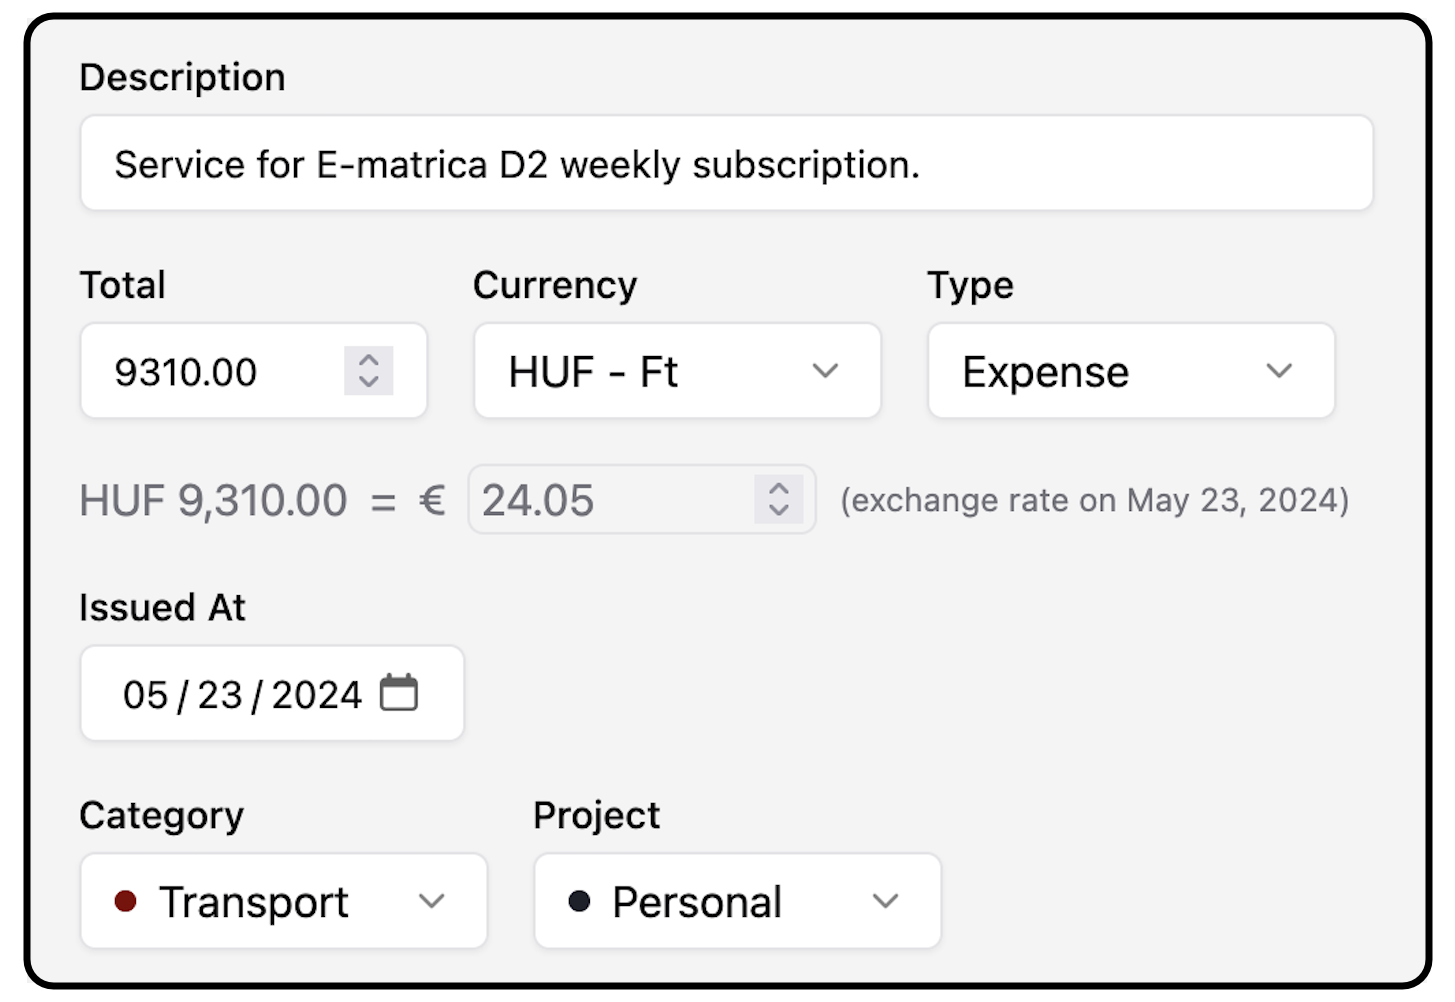 Description
Service for E-matrica D2 weekly subscription.
Total Currency Type
9310.00 HUF - Ft Expense
HUF 9,310.00 = € 24.05 (exchange rate on May 23, 2024)
Issued At
05/23/2024
Category Project
Transport Personal